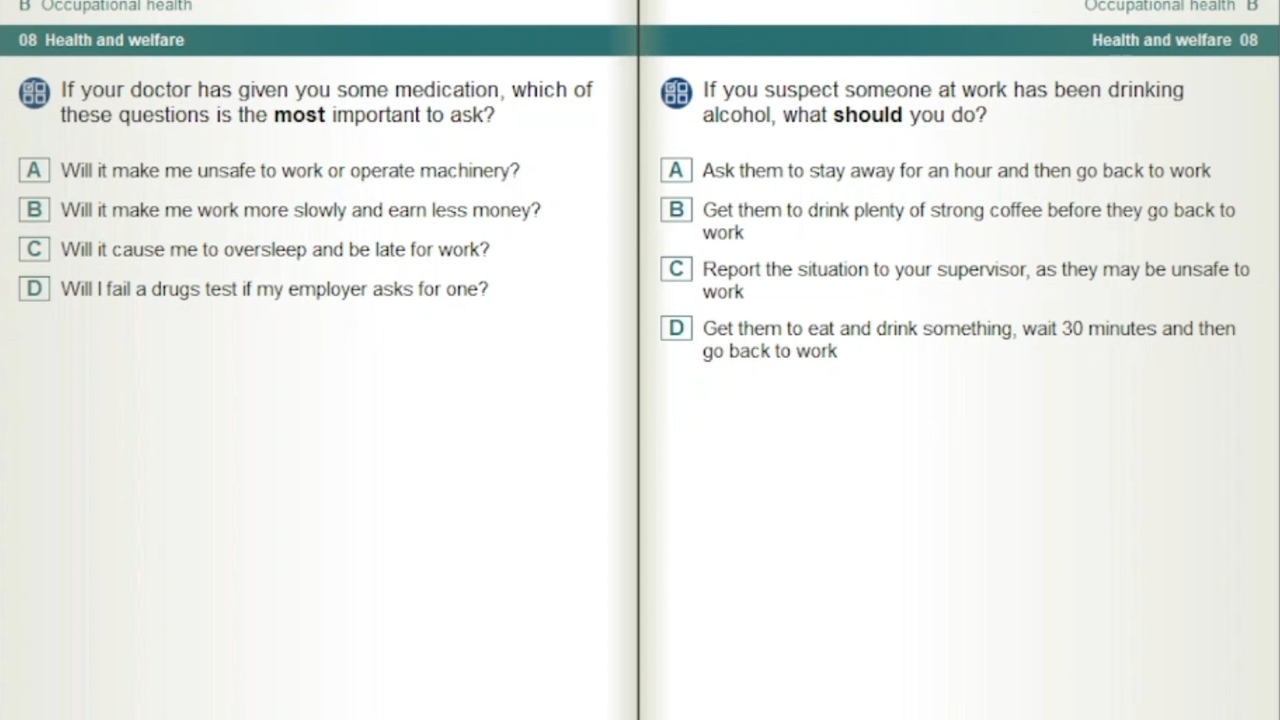 B Occupational health
08 Health and welfare
If your doctor has given you some medication, which of
these questions is the most important to ask?
A Will it make me unsafe to work or operate machinery?
B Will it make me work more slowly and earn less money?
C Will it cause me to oversleep and be late for work?
D Will I fail a drugs test if my employer asks for one?
Occupational health B
Health and welfare 08
If you suspect someone at work has been drinking
alcohol, what should you do?
A Ask them to stay away for an hour and then go back to work
B Get them to drink plenty of strong coffee before they go back to
work
C Report the situation to your supervisor, as they may be unsafe to
work
D Get them to eat and drink something, wait 30 minutes and then
go back to work